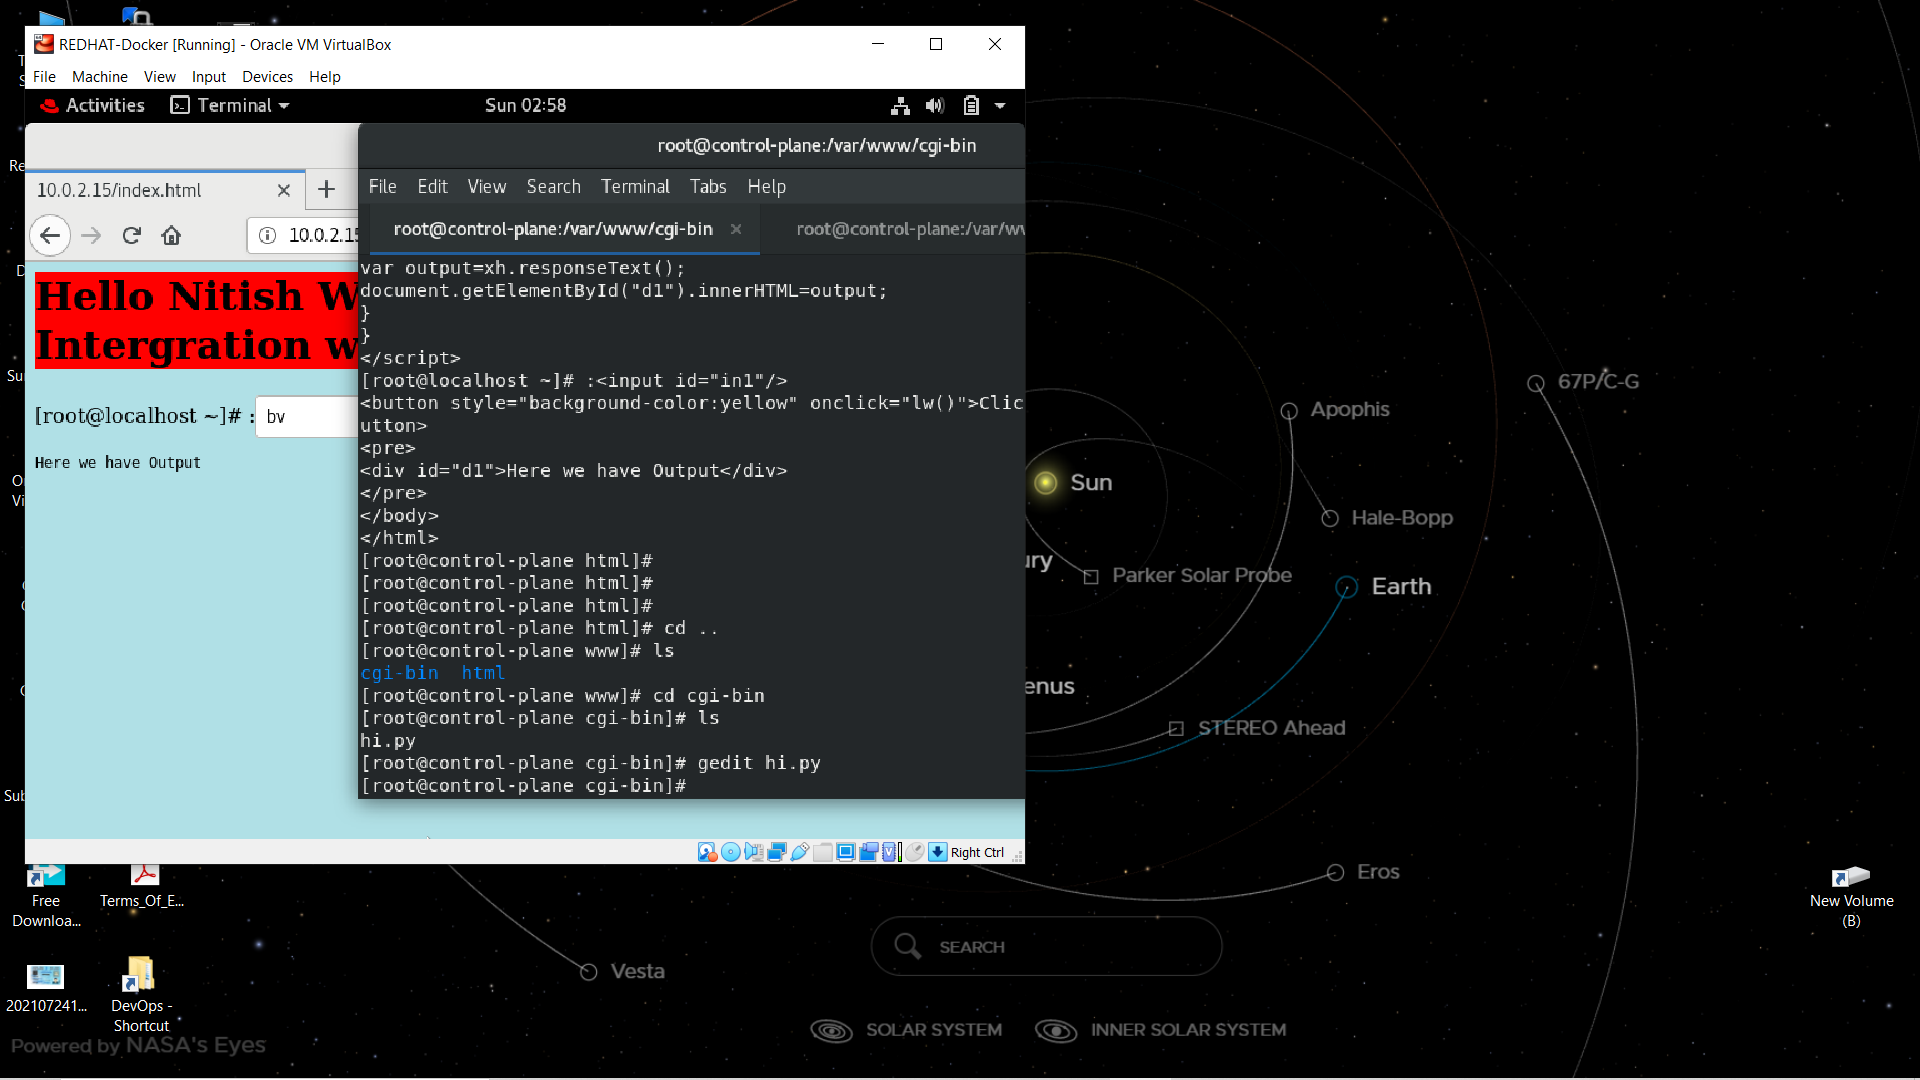 REDHAT-Docker [Running] - Oracle VM VirtualBox
File Machine View Input Devices Help
Activities Terminal Sun 02:58
root@control-plane:/var/www/cgi-bin
10.0.2.15/index.html
File Edit View Search Terminal Tabs Help
10.0.2.15
root@control-plane:/var/www/cgi-bin
root@control-plane:/var/w
Hello Nitish W
Intergration w
[root@localhost ~]# : bv
Here we have Output
var output=xh.responseText();
document.getElementById("d1").innerHTML=output;
}
}
</script>
[root@localhost ~]# :<input id="in1"/>
<button style="background-color:yellow" onclick="lw()">Clic
utton>
<pre>
<div id="d1">Here we have Output</div>
</pre>
</body>
</html>
[root@control-plane html]#
[root@control-plane html]#
[root@control-plane html]#
[root@control-plane html]# cd ..
[root@control-plane www]# ls
cgi-bin html
[root@control-plane www]# cd cgi-bin
[root@control-plane cgi-bin]# ls
hi.py
[root@control-plane cgi-bin]# gedit hi.py
[root@control-plane cgi-bin]#
Right Ctrl
67P/C-G
Apophis
Sun
Hale-Bopp
ury
Parker Solar Probe
Earth
enus
STEREO Ahead
Eros
Vesta
SEARCH
SOLAR SYSTEM
INNER SOLAR SYSTEM
Re
Sur
Vi
Sub
Free
Downloa...
Terms_Of_E...
202107241...
DevOps -
Shortcut
New Volume
(B)
Powered by NASA's Eyes